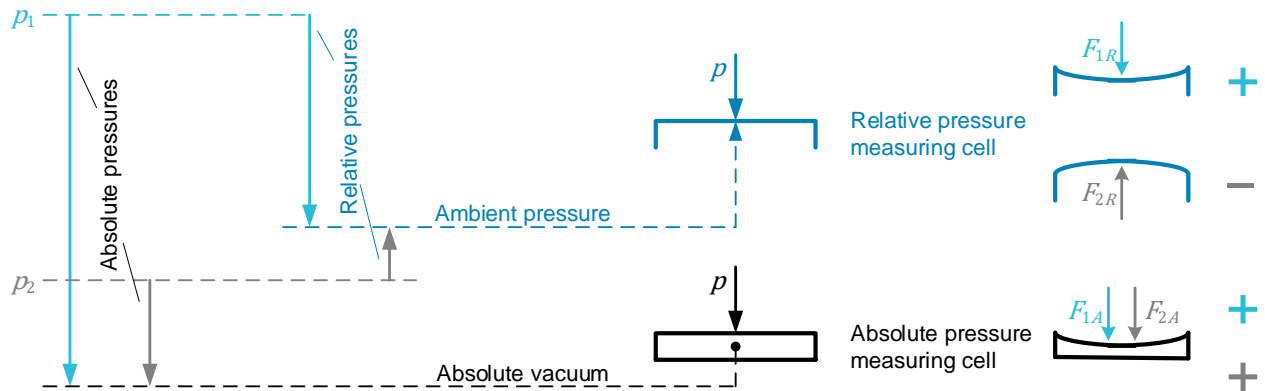 p₁
Absolute pressures
Relative pressures
p
F₁R
+
Relative pressure
measuring cell
F₂R
−
Ambient pressure
p₂
p
F₁A
F₂A
+
Absolute pressure
measuring cell
Absolute vacuum
+